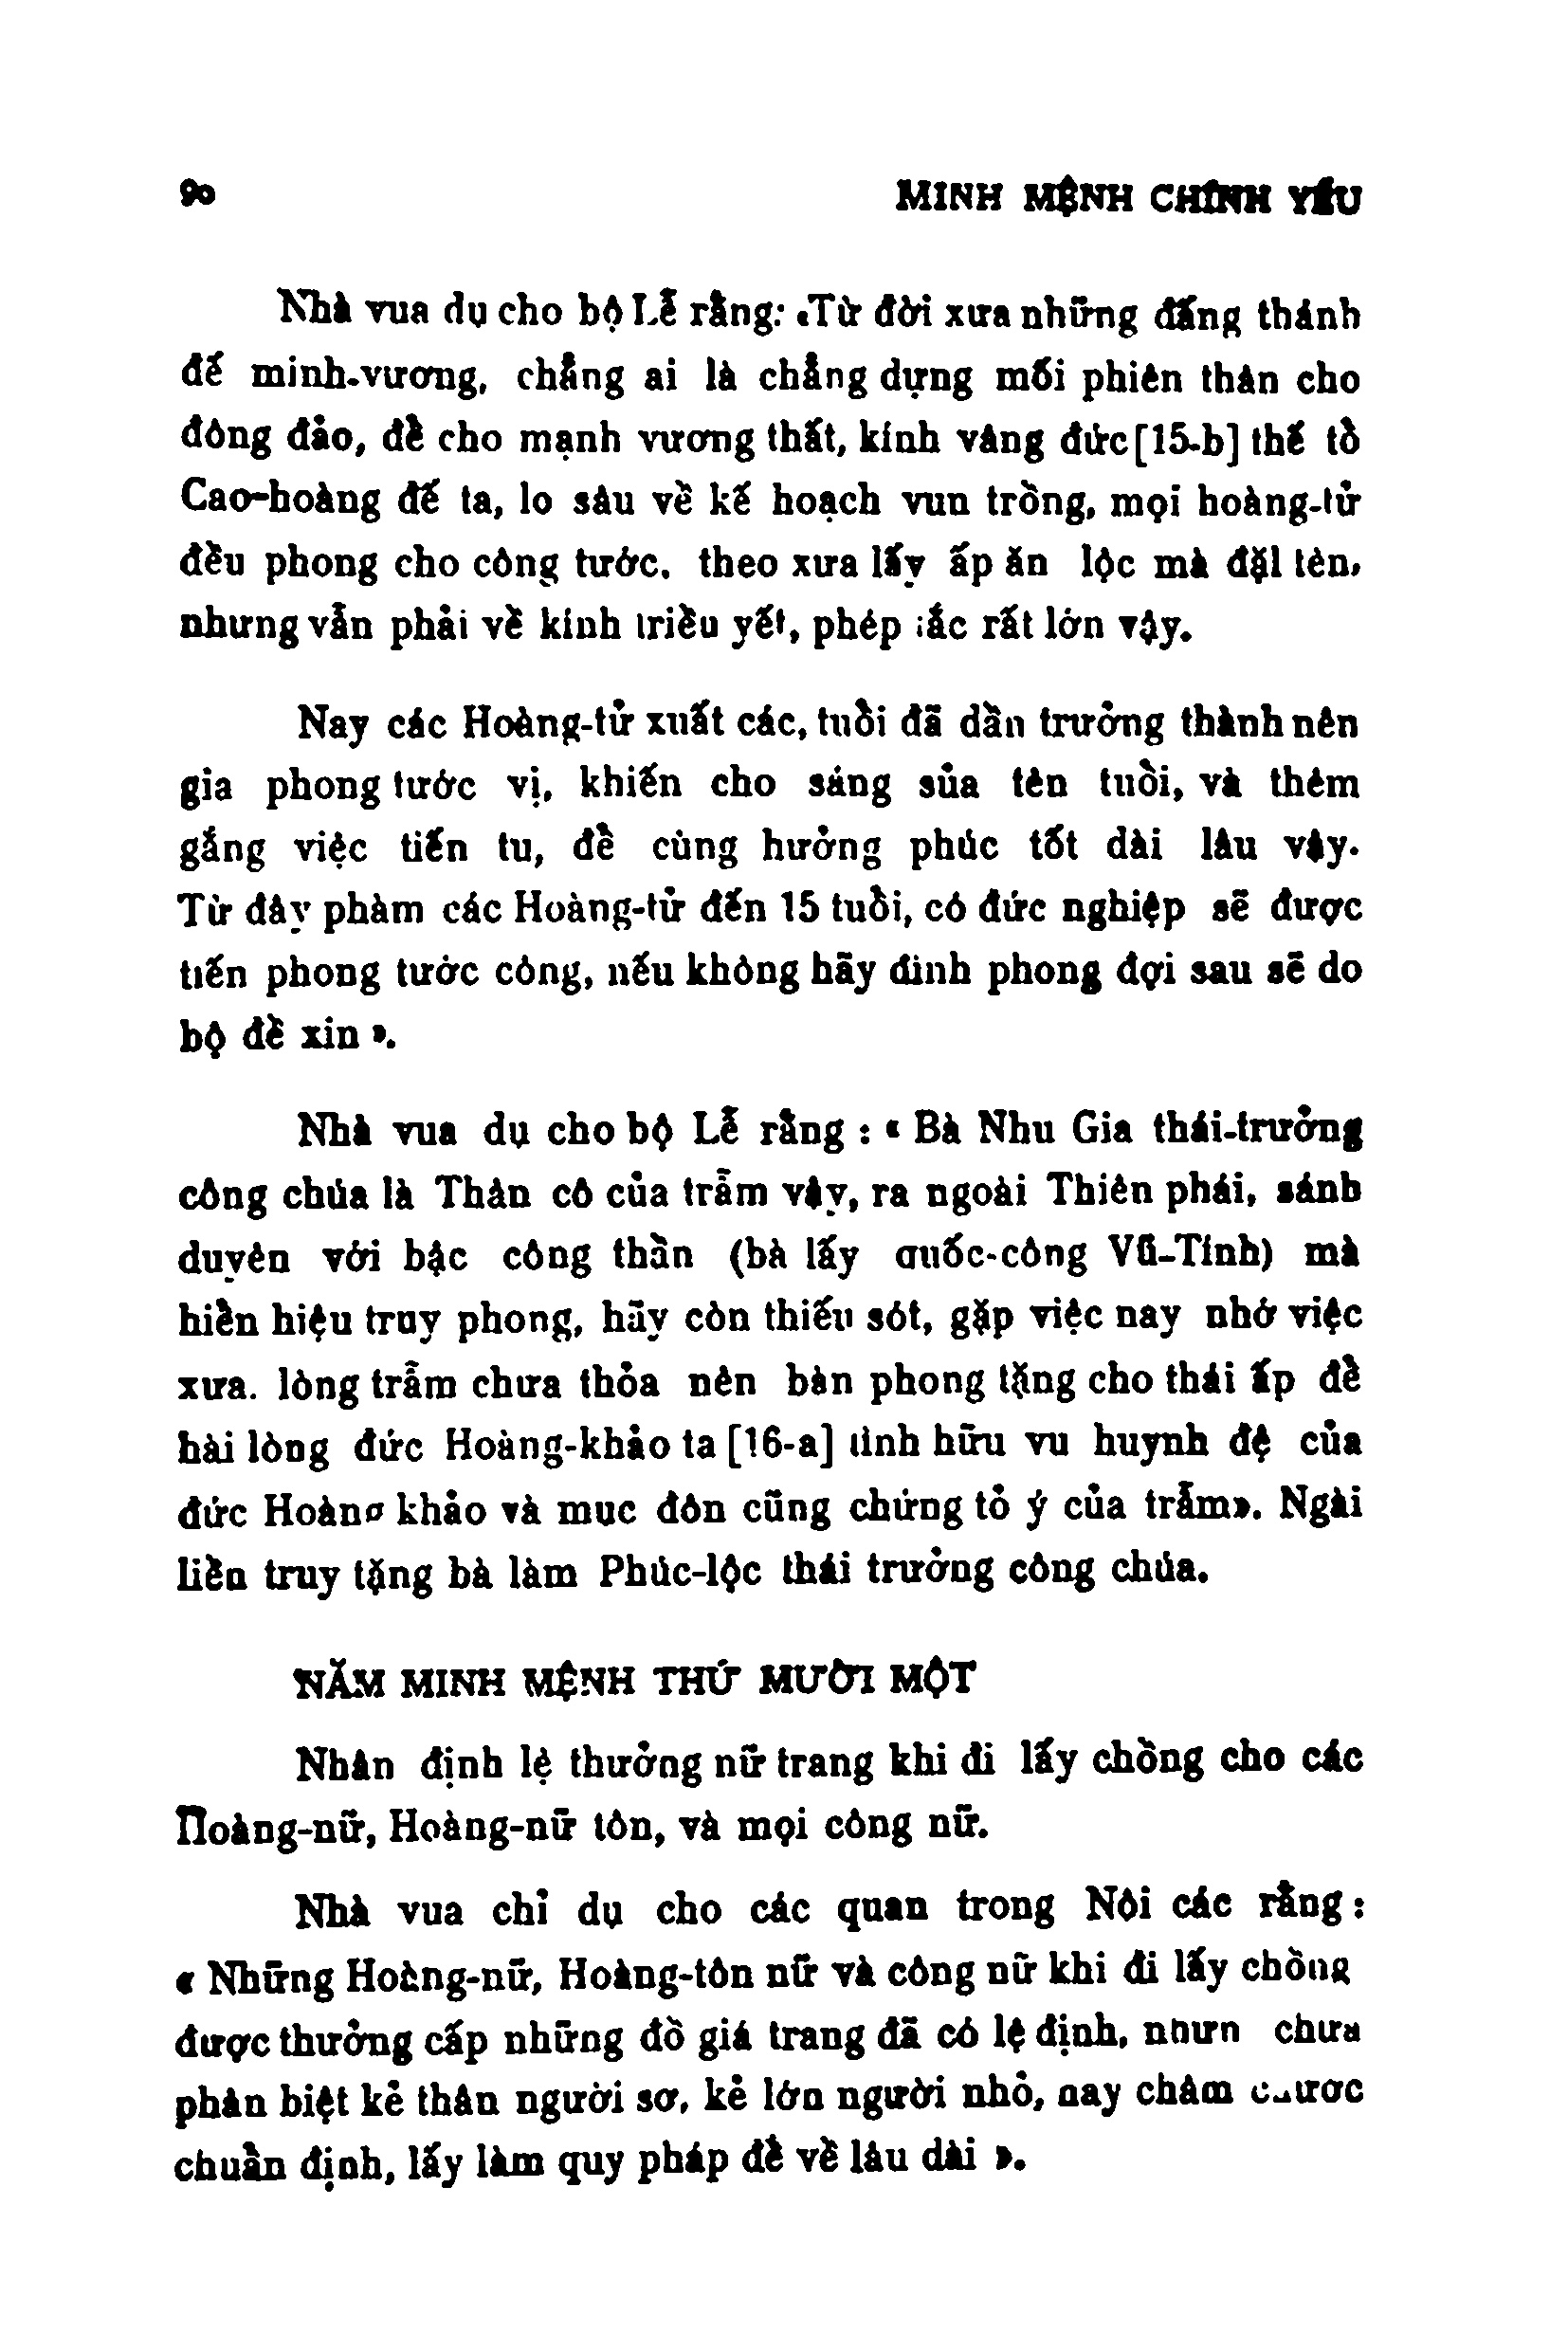 90 MINH MỆNH CHÍNH YẾU
Nhà vua dụ cho bộ Lễ rằng: «Từ đời xưa những đấng thánh
đế minh-vương, chẳng ai là chẳng dựng mối phiên thân cho
đông đảo, để cho mạnh vương thất, kính vâng đức [15-b] thế tổ
Cao-hoàng đế ta, lo sâu về kế hoạch vun trồng, mọi hoàng-tử
đều phong cho công tước. theo xưa lấy ấp ăn lộc mà đặt tên,
nhưng vẫn phải về kinh triều yết, phép tắc rất lớn vậy.
Nay các Hoàng-tử xuất các, tuổi đã dần trưởng thành nên
gia phong tước vị, khiến cho sáng sủa tên tuổi, và thêm
gắng việc tiến tu, để cùng hưởng phúc tốt dài lâu vậy.
Từ đây phàm các Hoàng-tử đến 15 tuổi, có đức nghiệp sẽ được
tiến phong tước công, nếu không hãy đình phong đợi sau sẽ do
bộ đề xin ».
Nhà vua dụ cho bộ Lễ rằng : « Bà Nhu Gia thái-trưởng
công chúa là Thân cô của trẫm vậy, ra ngoài Thiên phái, sánh
duyên với bậc công thần (bà lấy quốc-công Vũ-Tính) mà
hiển hiệu truy phong, hãy còn thiếu sót, gặp việc nay nhớ việc
xưa. lòng trẫm chưa thỏa nên bàn phong tặng cho thái ấp để
hài lòng đức Hoàng-khảo ta [16-a] tình hữu vu huynh đệ của
đức Hoàng khảo và mục đôn cũng chứng tỏ ý của trẫm». Ngài
liền truy tặng bà làm Phúc-lộc thái trưởng công chúa.
NĂM MINH MỆNH THỨ MƯỜI MỘT
Nhân định lệ thưởng nữ trang khi đi lấy chồng cho các
Hoàng-nữ, Hoàng-nữ tôn, và mọi công nữ.
Nhà vua chỉ dụ cho các quan trong Nội các rằng :
« Những Hoàng-nữ, Hoàng-tôn nữ và công nữ khi đi lấy chồng
được thưởng cấp những đồ giá trang đã có lệ định, nhưn chưa
phân biệt kẻ thân người sơ, kẻ lớn người nhỏ, nay châm chước
chuẩn định, lấy làm quy pháp để về lâu dài ».